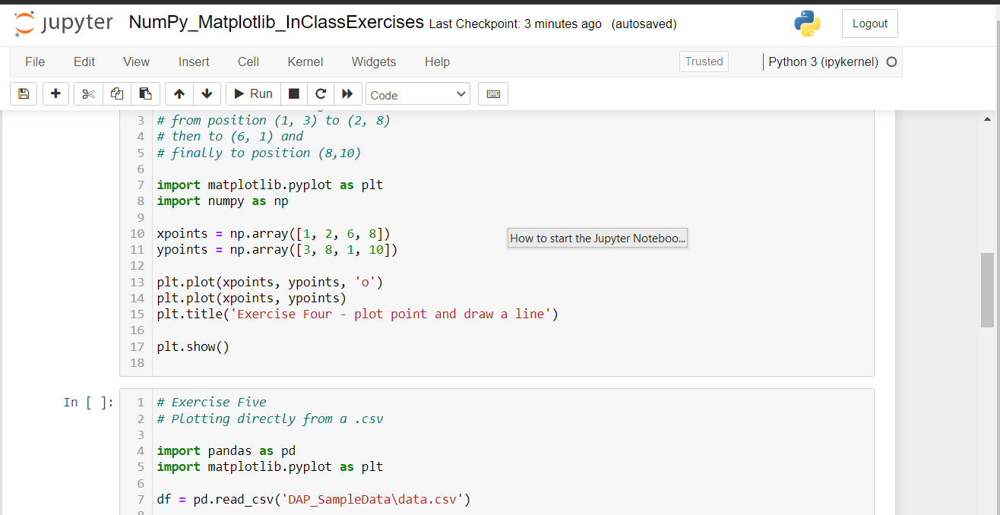 jupyter NumPy_Matplotlib_InClassExercises Last Checkpoint: 3 minutes ago (autosaved) Logout
File Edit View Insert Cell Kernel Widgets Help Trusted Python 3 (ipykernel)
Run Code
3 # from position (1, 3) to (2, 8)
4 # then to (6, 1) and
5 # finally to position (8,10)
6
7 import matplotlib.pyplot as plt
8 import numpy as np
9
10 xpoints = np.array([1, 2, 6, 8])
How to start the Jupyter Noteboo...
11 ypoints = np.array([3, 8, 1, 10])
12
13 plt.plot(xpoints, ypoints, 'o')
14 plt.plot(xpoints, ypoints)
15 plt.title('Exercise Four - plot point and draw a line')
16
17 plt.show()
18
In [ ]: 1 # Exercise Five
2 # Plotting directly from a .csv
3
4 import pandas as pd
5 import matplotlib.pyplot as plt
6
7 df = pd.read_csv('DAP_SampleData\data.csv')